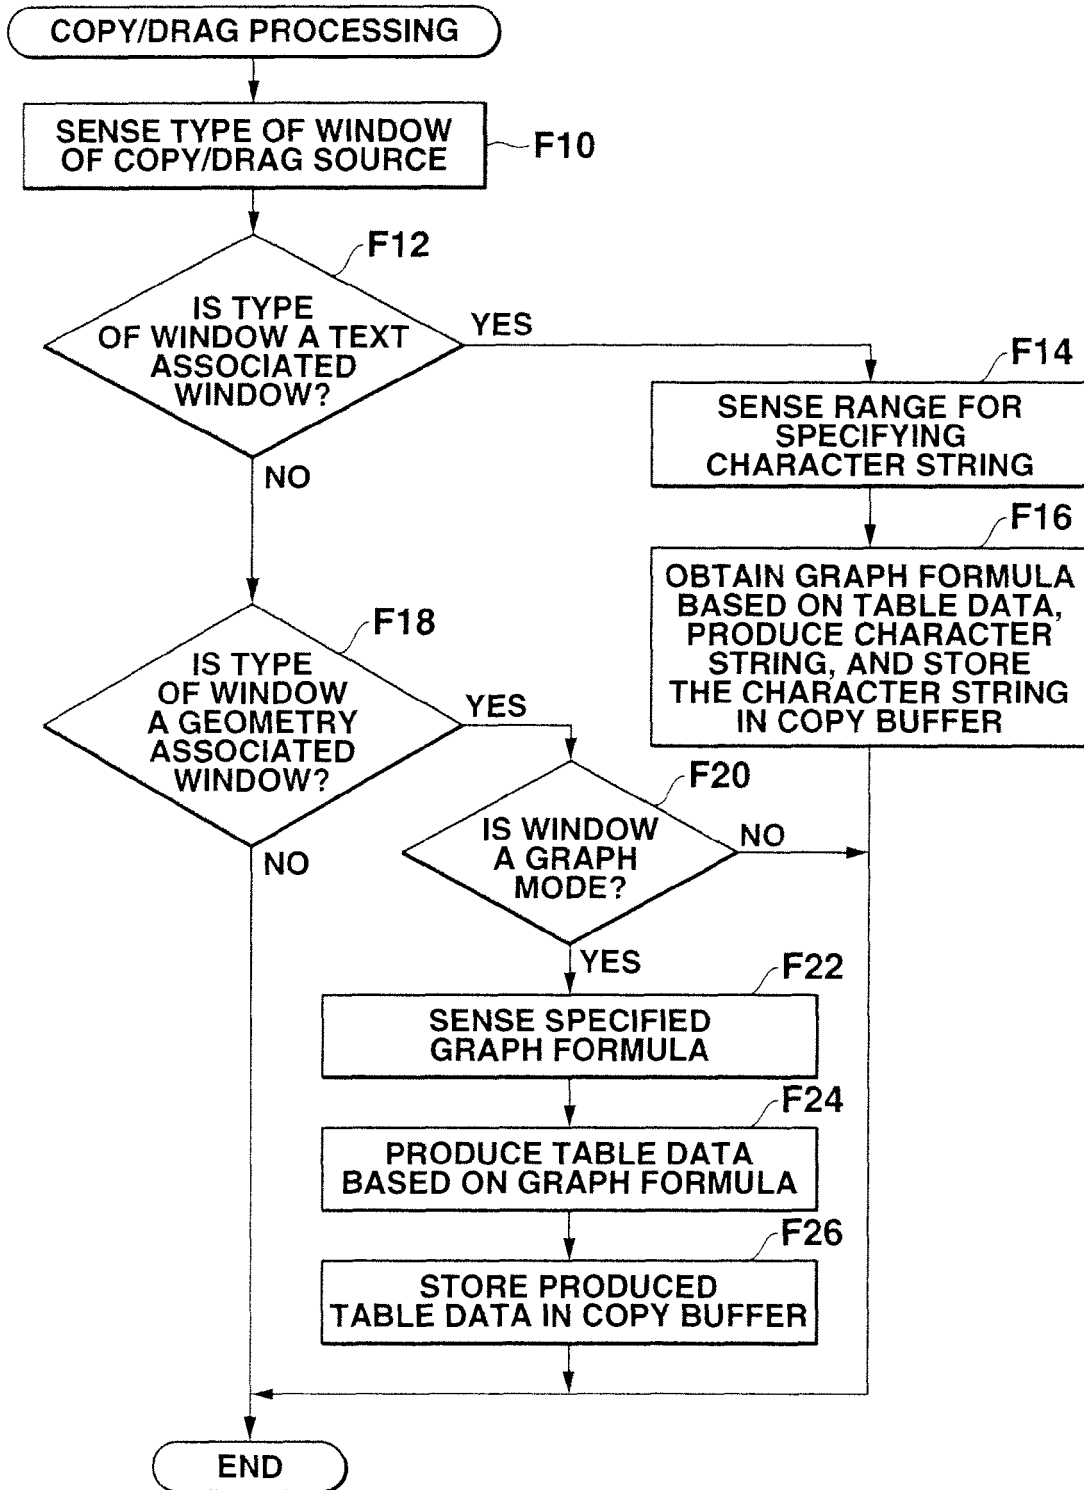 COPY/DRAG PROCESSING
SENSE TYPE OF WINDOW
OF COPY/DRAG SOURCE
F10
F12
IS TYPE
OF WINDOW A TEXT
ASSOCIATED
WINDOW?
YES
NO
F14
SENSE RANGE FOR
SPECIFYING
CHARACTER STRING
F16
OBTAIN GRAPH FORMULA
BASED ON TABLE DATA,
PRODUCE CHARACTER
STRING, AND STORE
THE CHARACTER STRING
IN COPY BUFFER
F18
IS TYPE
OF WINDOW
A GEOMETRY
ASSOCIATED
WINDOW?
YES
NO
F20
IS WINDOW
A GRAPH
MODE?
NO
YES
F22
SENSE SPECIFIED
GRAPH FORMULA
F24
PRODUCE TABLE DATA
BASED ON GRAPH FORMULA
F26
STORE PRODUCED
TABLE DATA IN COPY BUFFER
END